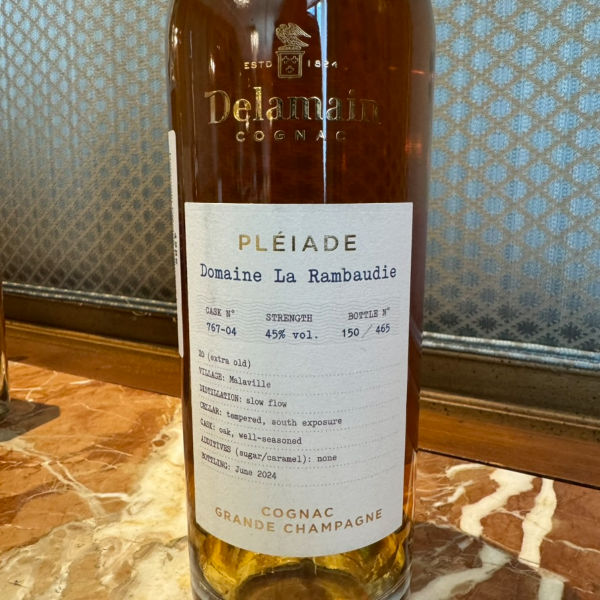 ESTD 1824
Delamain
COGNAC
PLÉIADE
Domaine La Rambaudie
CASK N° STRENGTH BOTTLE N°
767-04 45% vol. 150 / 465
XO (extra old)
VILLAGE: Malaville
DISTILLATION: slow flow
CELLAR: tempered, south exposure
CASK: oak, well-seasoned
ADDITIVES (sugar/caramel): none
BOTTLING: June 2024
COGNAC
GRANDE CHAMPAGNE